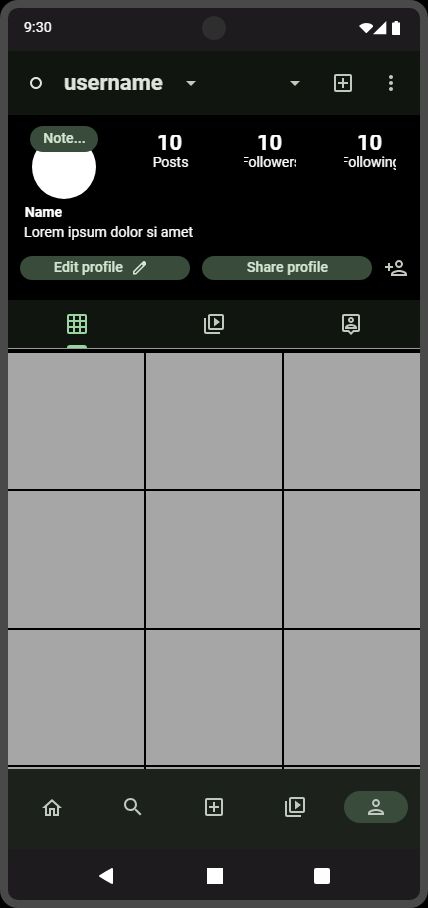 9:30
username
Note...
10 10 10
Posts Followers Following
Name
Lorem ipsum dolor si amet
Edit profile Share profile